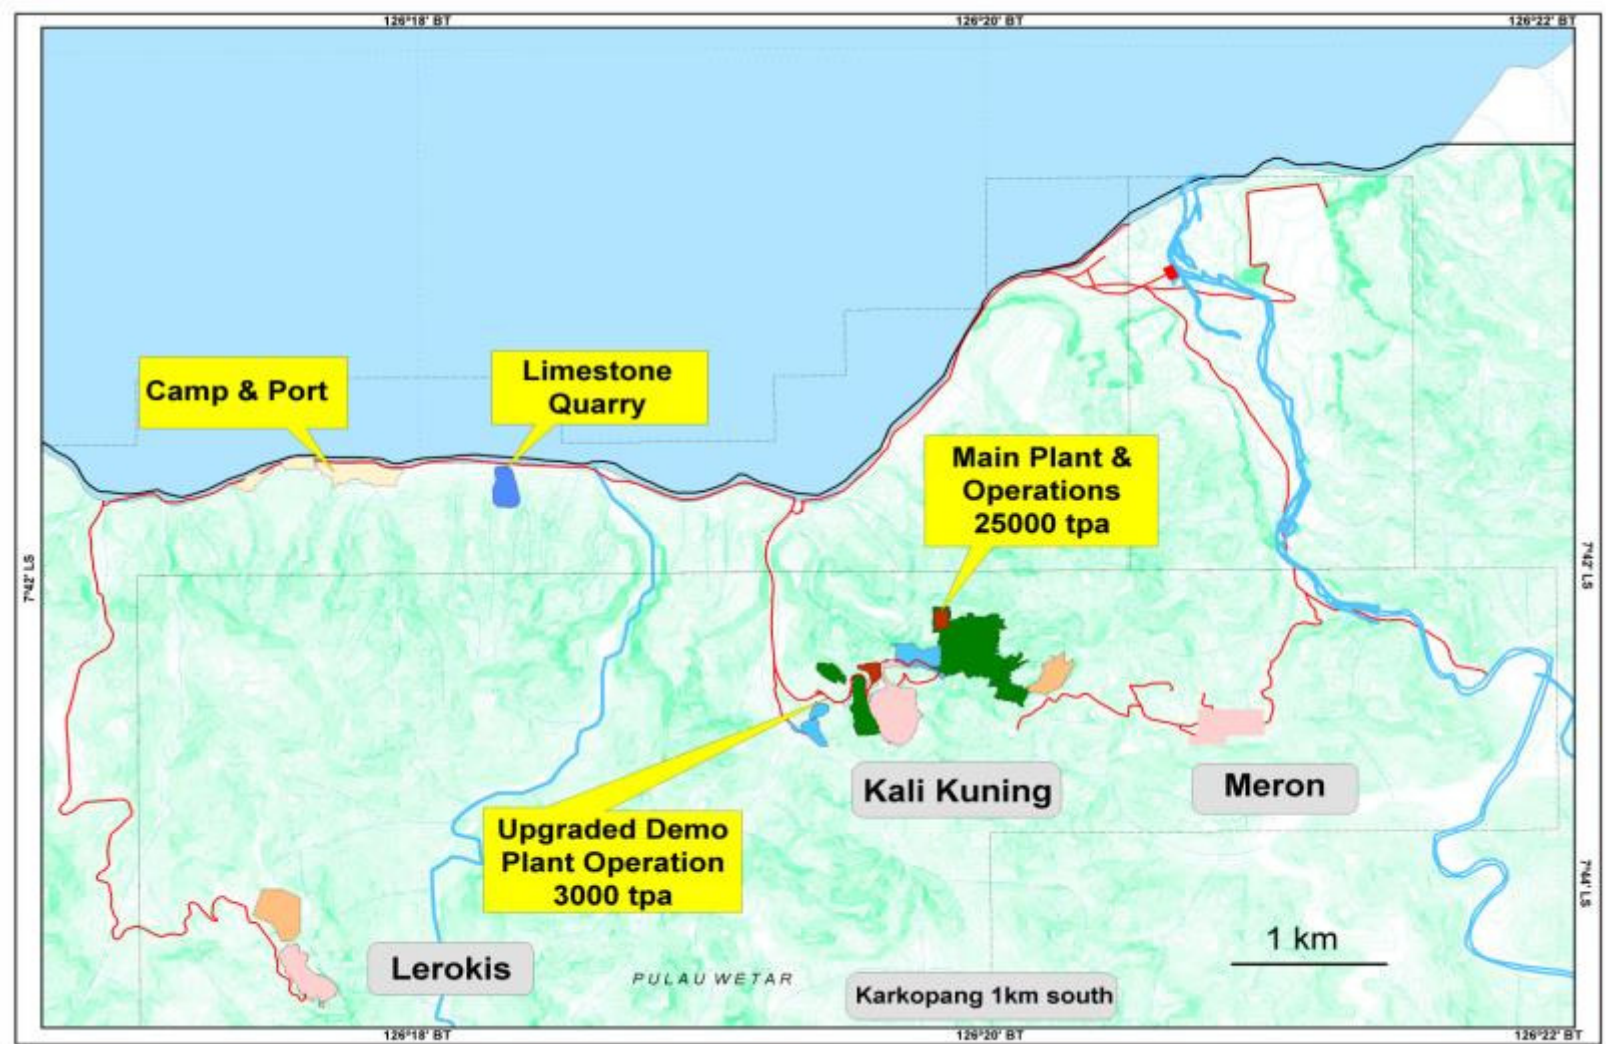 126°18' BT
126°20' BT
126°22' BT
Camp & Port
Limestone
Quarry
Main Plant &
Operations
25000 tpa
7°42' LS
7°42' LS
Kali Kuning
Meron
Upgraded Demo
Plant Operation
3000 tpa
7°44' LS
1 km
Lerokis
PULAU WETAR
Karkopang 1km south
126°18' BT
126°20' BT
126°22' BT